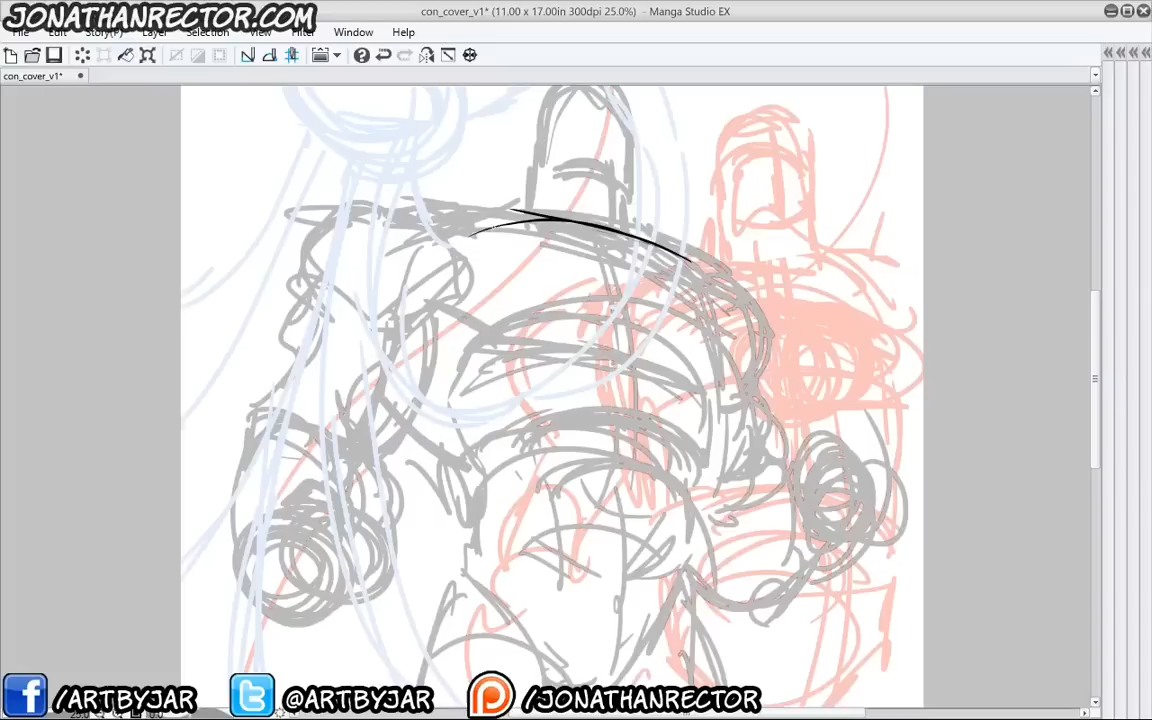 JONATHANRECTOR.COM
con_cover_v1* (11.00 x 17.00in 300dpi 25.0%) - Manga Studio EX
File Edit Story(P) Layer Selection View Filter Window Help
con_cover_v1*
/ARTBYJAR @ARTBYJAR /JONATHANRECTOR